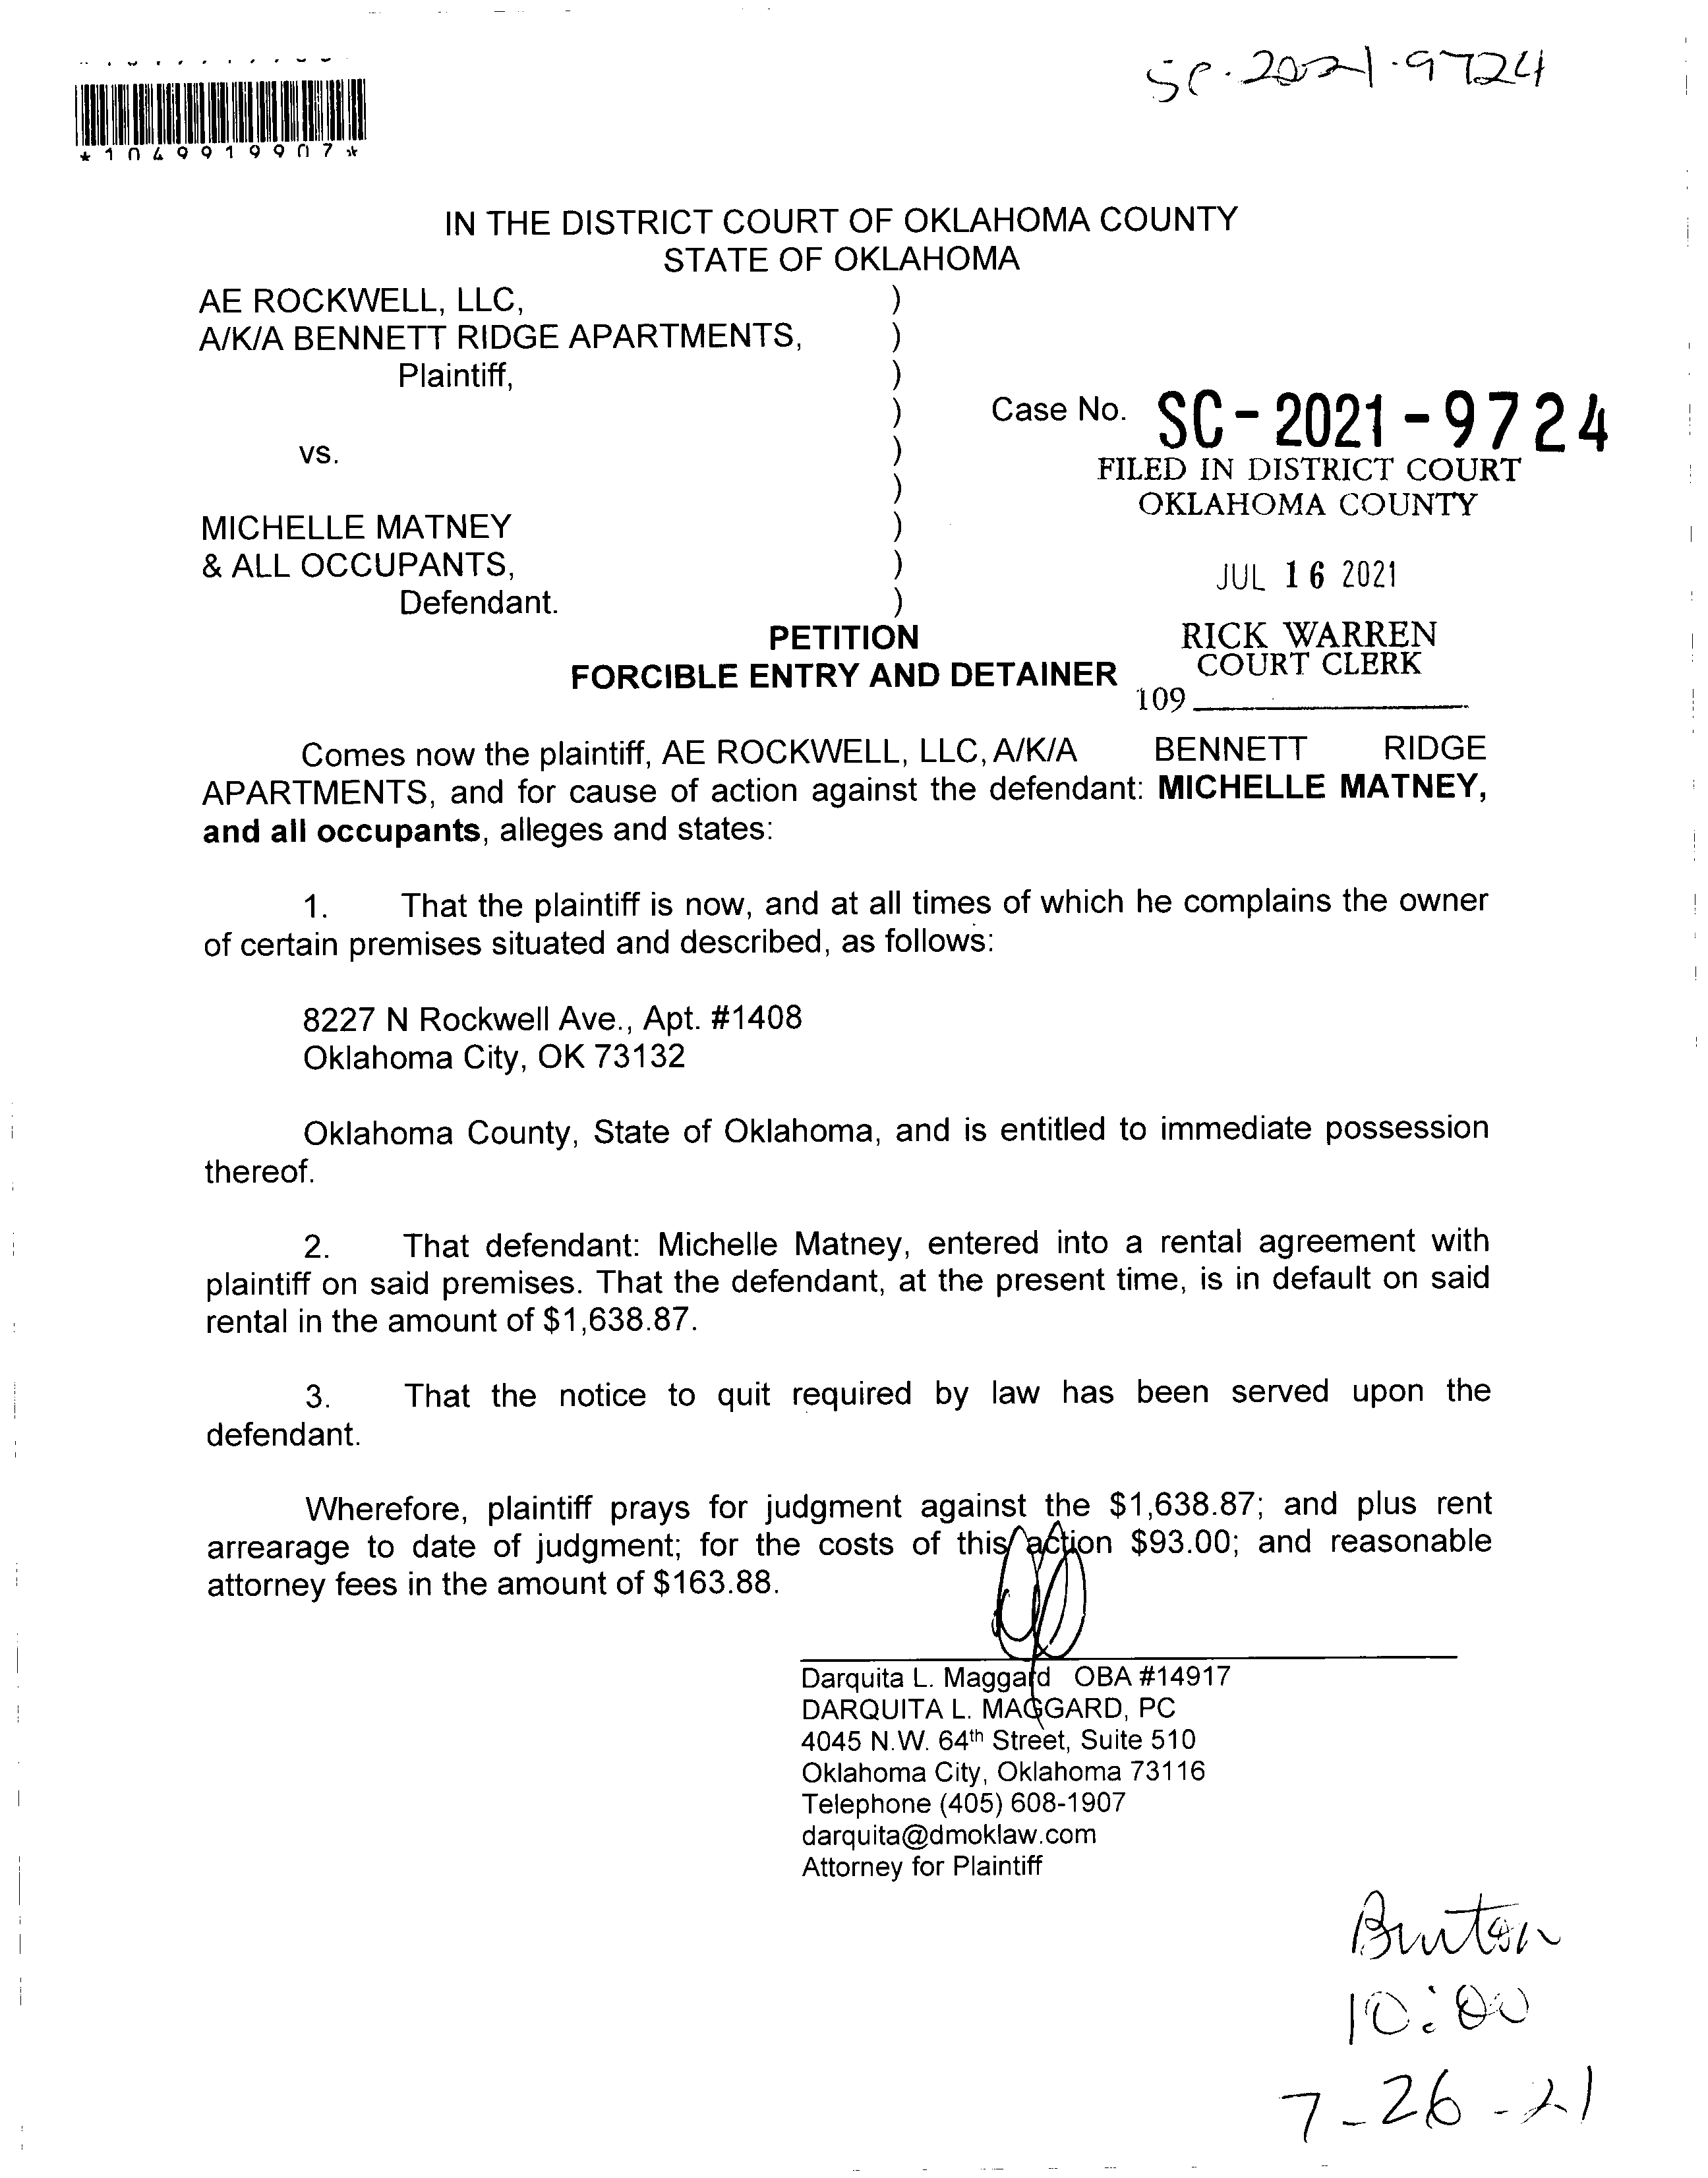 SC-2021-9724
*1049919907*
IN THE DISTRICT COURT OF OKLAHOMA COUNTY
STATE OF OKLAHOMA
AE ROCKWELL, LLC, )
A/K/A BENNETT RIDGE APARTMENTS, )
Plaintiff, )
) Case No. SC-2021-9724
vs. )
FILED IN DISTRICT COURT
) OKLAHOMA COUNTY
MICHELLE MATNEY )
& ALL OCCUPANTS, ) JUL 16 2021
Defendant. )
PETITION RICK WARREN
FORCIBLE ENTRY AND DETAINER COURT CLERK
109
Comes now the plaintiff, AE ROCKWELL, LLC, A/K/A BENNETT RIDGE
APARTMENTS, and for cause of action against the defendant: MICHELLE MATNEY,
and all occupants, alleges and states:
1. That the plaintiff is now, and at all times of which he complains the owner
of certain premises situated and described, as follows:
8227 N Rockwell Ave., Apt. #1408
Oklahoma City, OK 73132
Oklahoma County, State of Oklahoma, and is entitled to immediate possession
thereof.
2. That defendant: Michelle Matney, entered into a rental agreement with
plaintiff on said premises. That the defendant, at the present time, is in default on said
rental in the amount of $1,638.87.
3. That the notice to quit required by law has been served upon the
defendant.
Wherefore, plaintiff prays for judgment against the $1,638.87; and plus rent
arrearage to date of judgment; for the costs of this action $93.00; and reasonable
attorney fees in the amount of $163.88.
Darquita L. Maggard OBA #14917
DARQUITA L. MAGGARD, PC
4045 N.W. 64th Street, Suite 510
Oklahoma City, Oklahoma 73116
Telephone (405) 608-1907
darquita@dmoklaw.com
Attorney for Plaintiff
10:00
7-26-21